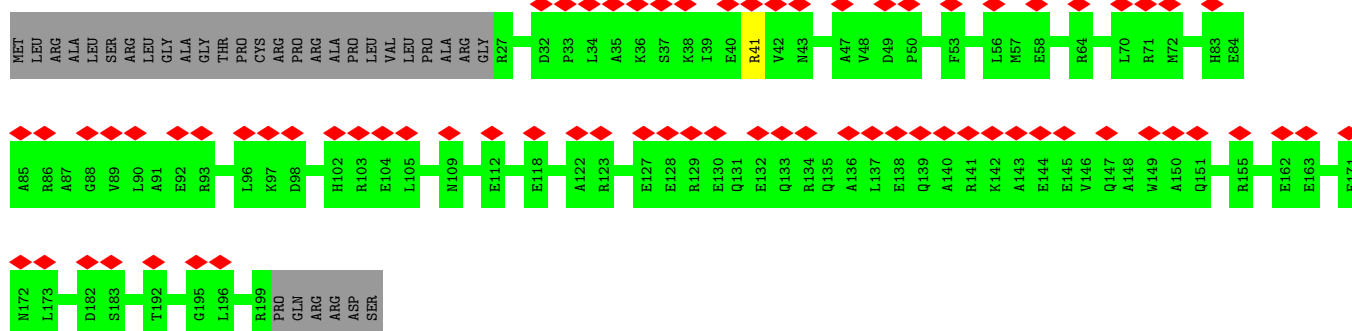 MET LEU ARG ALA LEU SER ARG LEU GLY ALA GLY THR PRO CYS ARG PRO ARG ALA PRO LEU VAL LEU PRO ALA ARG GLY R27 D32 P33 L34 A35 K36 S37 K38 I39 E40 R41 V42 N43 A47 V48 D49 P50 F53 L56 M57 E58 R64 L70 R71 M72 H83 E84
A85 R86 A87 G88 V89 L90 A91 E92 R93 L96 K97 D98 H102 R103 E104 L105 N109 E112 E118 A122 R123 E127 E128 R129 E130 Q131 E132 Q133 R134 Q135 A136 L137 E138 Q139 A140 R141 K142 A143 E144 E145 V146 Q147 A148 W149 A150 Q151 R155 E162 E163
N172 L173 D182 S183 T192 G195 L196 R199 PRO GLN ARG ARG ASP SER